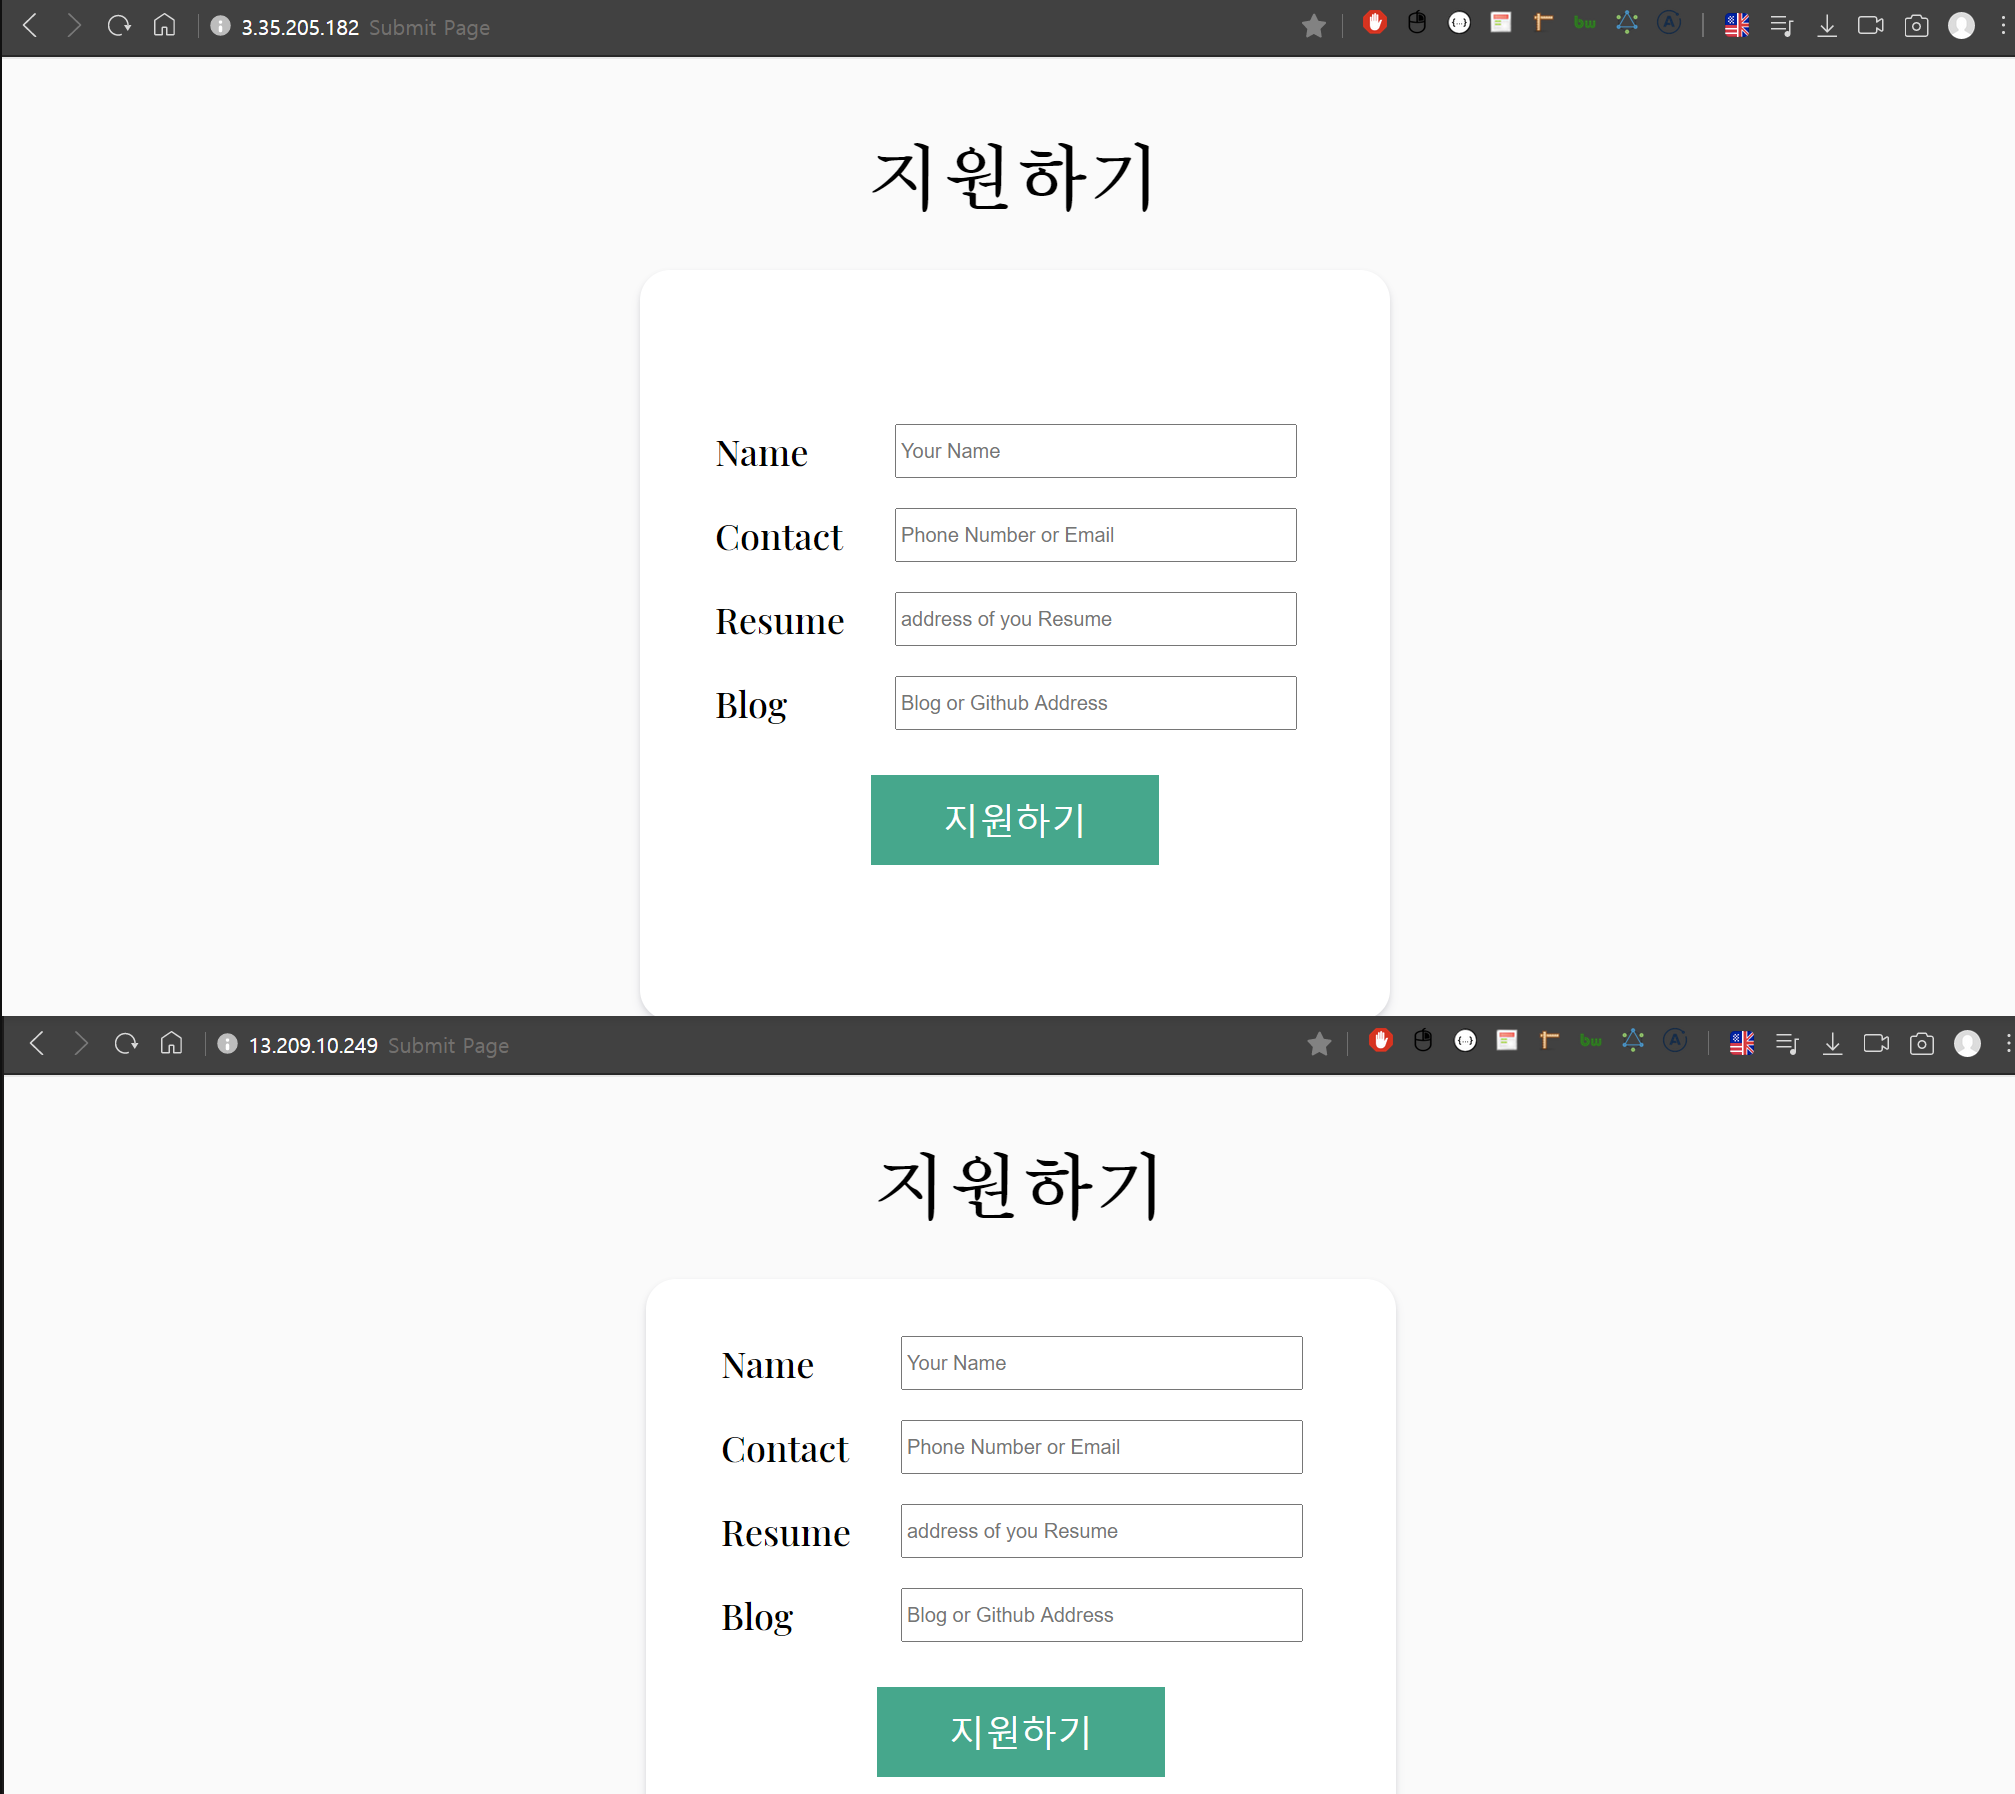 3.35.205.182 Submit Page
bw
지원하기
Name
Your Name
Contact
Phone Number or Email
Resume
address of you Resume
Blog
Blog or Github Address
지원하기
13.209.10.249 Submit Page
bw
지원하기
Name
Your Name
Contact
Phone Number or Email
Resume
address of you Resume
Blog
Blog or Github Address
지원하기